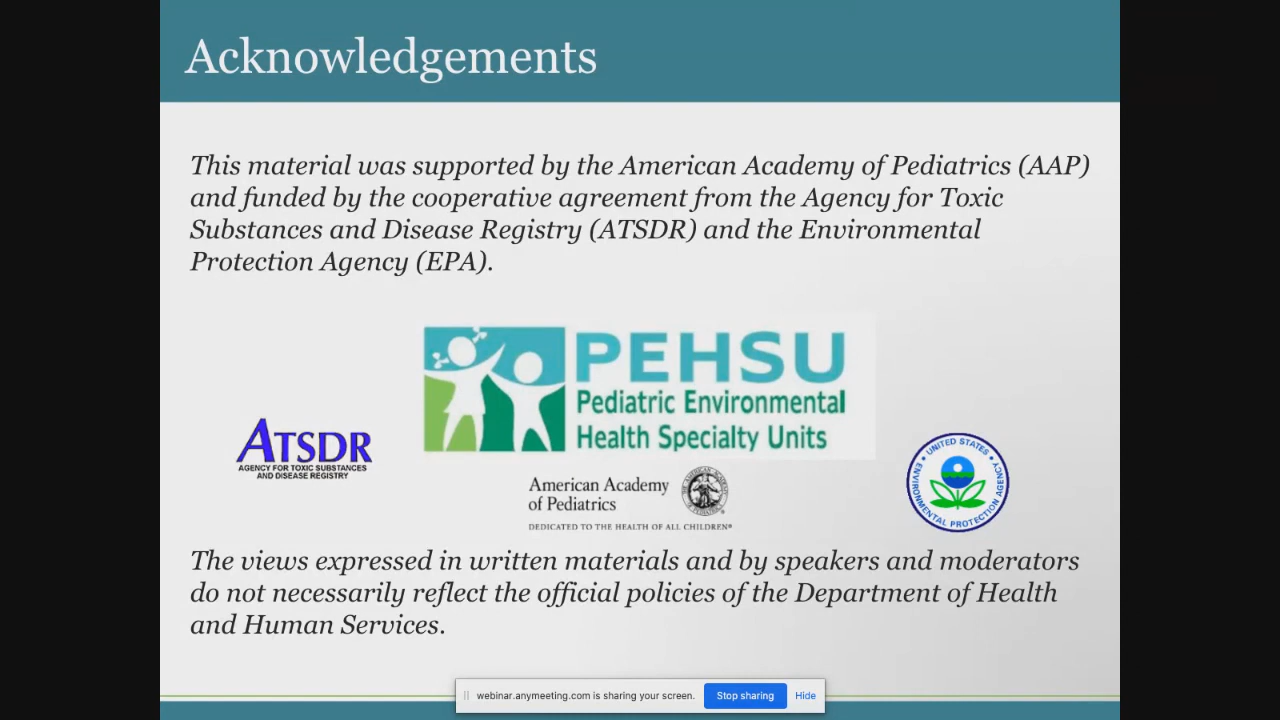 Acknowledgements
This material was supported by the American Academy of Pediatrics (AAP)
and funded by the cooperative agreement from the Agency for Toxic
Substances and Disease Registry (ATSDR) and the Environmental
Protection Agency (EPA).
PEHSU
Pediatric Environmental
Health Specialty Units
ATSDR
AGENCY FOR TOXIC SUBSTANCES
AND DISEASE REGISTRY
American Academy
of Pediatrics
DEDICATED TO THE HEALTH OF ALL CHILDREN®
UNITED STATES
ENVIRONMENTAL PROTECTION AGENCY
The views expressed in written materials and by speakers and moderators
do not necessarily reflect the official policies of the Department of Health
and Human Services.
webinar.anymeeting.com is sharing your screen. Stop sharing Hide